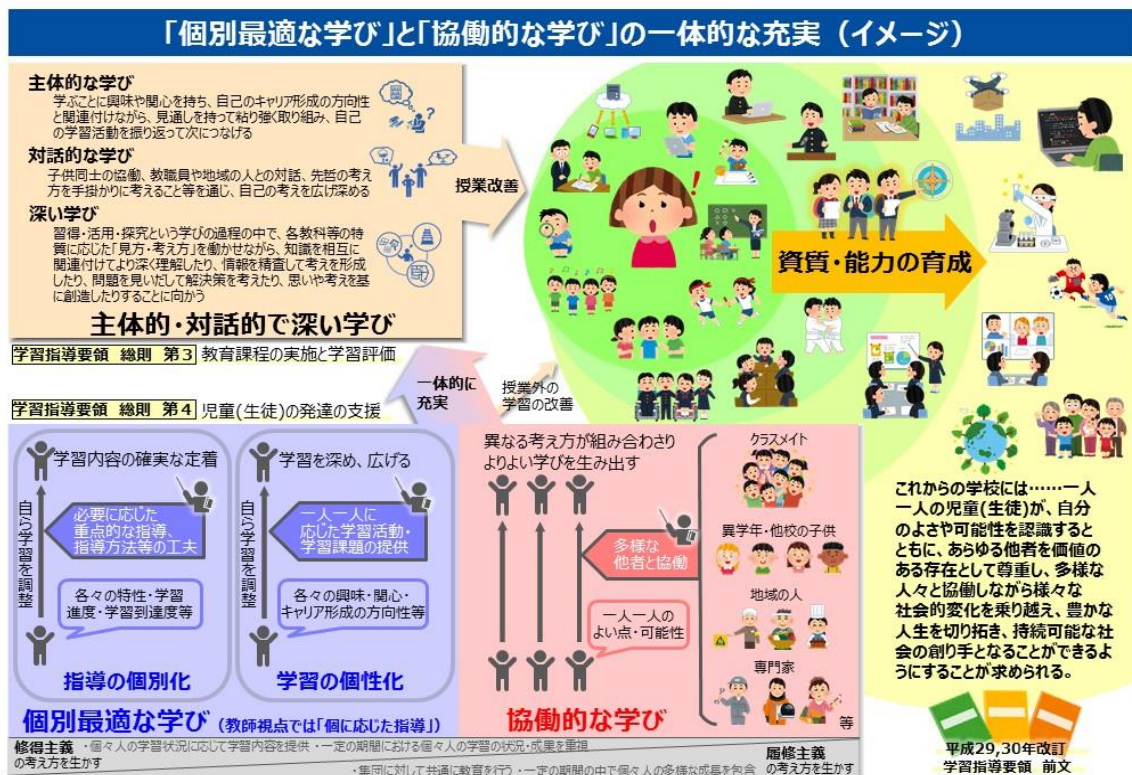 「個別最適な学び」と「協働的な学び」の一体的な充実（イメージ）
主体的な学び
学ぶことに興味や関心を持ち、自己のキャリア形成の方向性
と関連付けながら、見通しを持って粘り強く取り組み、自己
の学習活動を振り返って次につなげる
対話的な学び
子供同士の協働、教職員や地域の人との対話、先哲の考え
方を手掛かりに考えること等を通じ、自己の考えを広げ深める
深い学び
習得・活用・探究という学びの過程の中で、各教科等の特
質に応じた「見方・考え方」を働かせながら、知識を相互に
関連付けてより深く理解したり、情報を精査して考えを形成
したり、問題を見いだして解決策を考えたり、思いや考えを基
に創造したりすることに向かう
主体的・対話的で深い学び
授業改善
資質・能力の育成
学習指導要領 総則 第3 教育課程の実施と学習評価
一体的に
充実
授業外の
学習の改善
学習指導要領 総則 第4 児童(生徒)の発達の支援
学習内容の確実な定着
自ら学習を調整
必要に応じた
重点的な指導、
指導方法等の工夫
各々の特性・学習
進度・学習到達度等
指導の個別化
学習を深め、広げる
自ら学習を調整
一人一人に
応じた学習活動・
学習課題の提供
各々の興味・関心・
キャリア形成の方向性等
学習の個性化
個別最適な学び（教師視点では「個に応じた指導」）
異なる考え方が組み合わさり
よりよい学びを生み出す
多様な
他者と協働
一人一人の
よい点・可能性
協働的な学び
クラスメイト
異学年・他校の子供
地域の人
専門家
等
これからの学校には……一人
一人の児童(生徒)が、自分
のよさや可能性を認識すると
ともに、あらゆる他者を価値の
ある存在として尊重し、多様な
人々と協働しながら様々な
社会的変化を乗り越え、豊かな
人生を切り拓き、持続可能な社
会の創り手となることができるよ
うにすることが求められる。
平成29,30年改訂
学習指導要領 前文
修得主義
の考え方を生かす
・個々人の学習状況に応じて学習内容を提供 ・一定の期間における個々人の学習の状況・成果を重視
・集団に対して共通に教育を行う ・一定の期間の中で個々人の多様な成長を包含
履修主義
の考え方を生かす